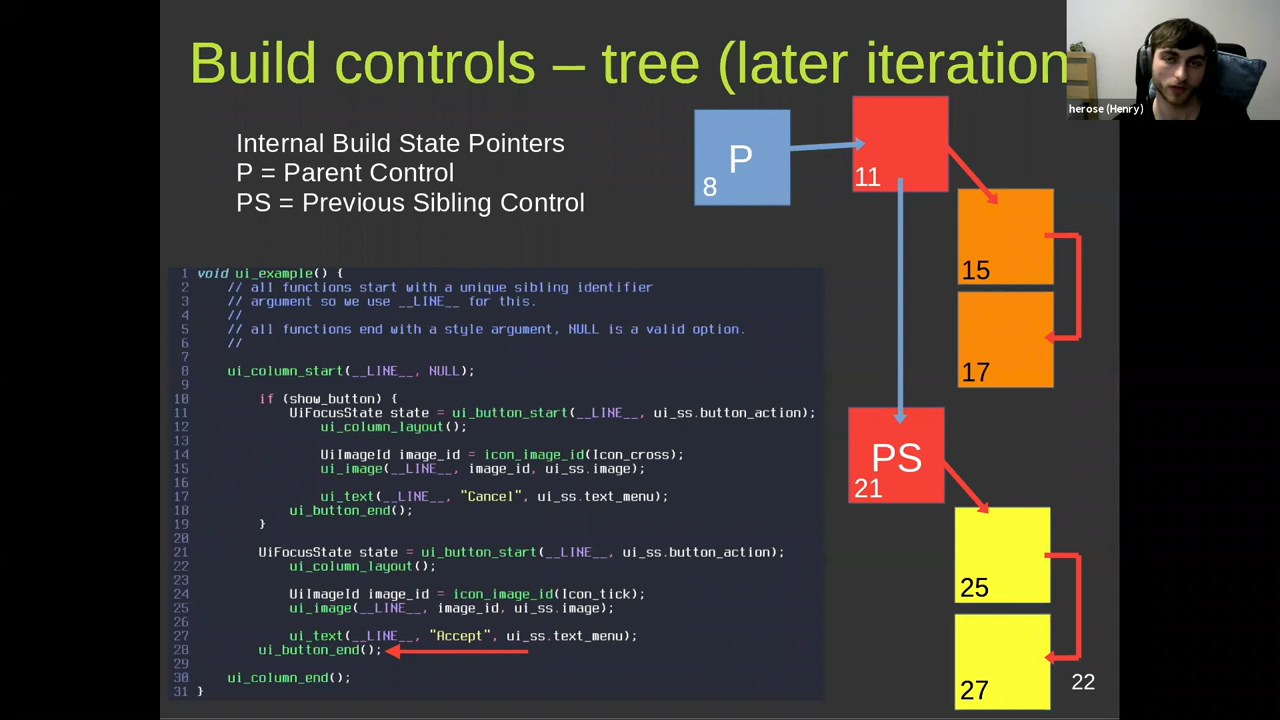 Build controls – tree (later iteration
herose (Henry)
Internal Build State Pointers
P = Parent Control
PS = Previous Sibling Control
P
8
11
15
17
PS
21
25
27
1 void ui_example() {
2 // all functions start with a unique sibling identifier
3 // argument so we use __LINE__ for this.
4 //
5 // all functions end with a style argument, NULL is a valid option.
6 //
7
8 ui_column_start(__LINE__, NULL);
9
10 if (show_button) {
11 UiFocusState state = ui_button_start(__LINE__, ui_ss.button_action);
12 ui_column_layout();
13
14 UiImageId image_id = icon_image_id(Icon_cross);
15 ui_image(__LINE__, image_id, ui_ss.image);
16
17 ui_text(__LINE__, "Cancel", ui_ss.text_menu);
18 ui_button_end();
19 }
20
21 UiFocusState state = ui_button_start(__LINE__, ui_ss.button_action);
22 ui_column_layout();
23
24 UiImageId image_id = icon_image_id(Icon_tick);
25 ui_image(__LINE__, image_id, ui_ss.image);
26
27 ui_text(__LINE__, "Accept", ui_ss.text_menu);
28 ui_button_end();
29
30 ui_column_end();
31 }
22